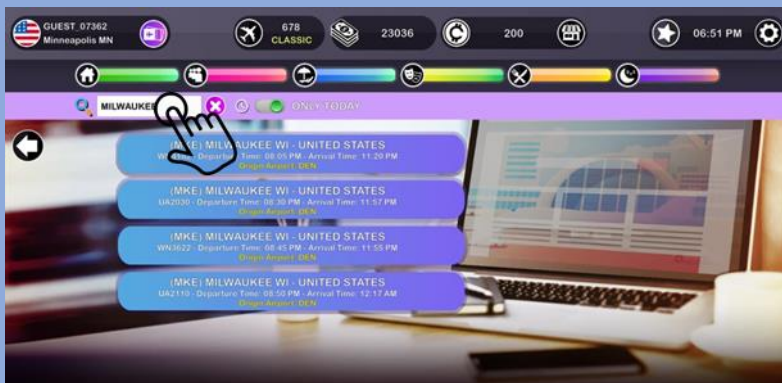 GUEST_07362
Minneapolis MN
678
CLASSIC
23036
200
06:51 PM
MILWAUKEE
ONLY TODAY
(MKE) MILWAUKEE WI - UNITED STATES
Departure Time: 08:05 PM - Arrival Time: 11:20 PM
Origin Airport: DEN
(MKE) MILWAUKEE WI - UNITED STATES
UA2030 - Departure Time: 08:30 PM - Arrival Time: 11:57 PM
Origin Airport: DEN
(MKE) MILWAUKEE WI - UNITED STATES
WN3622 - Departure Time: 08:45 PM - Arrival Time: 11:55 PM
Origin Airport: DEN
(MKE) MILWAUKEE WI - UNITED STATES
UA2110 - Departure Time: 08:50 PM - Arrival Time: 12:17 AM
Origin Airport: DEN